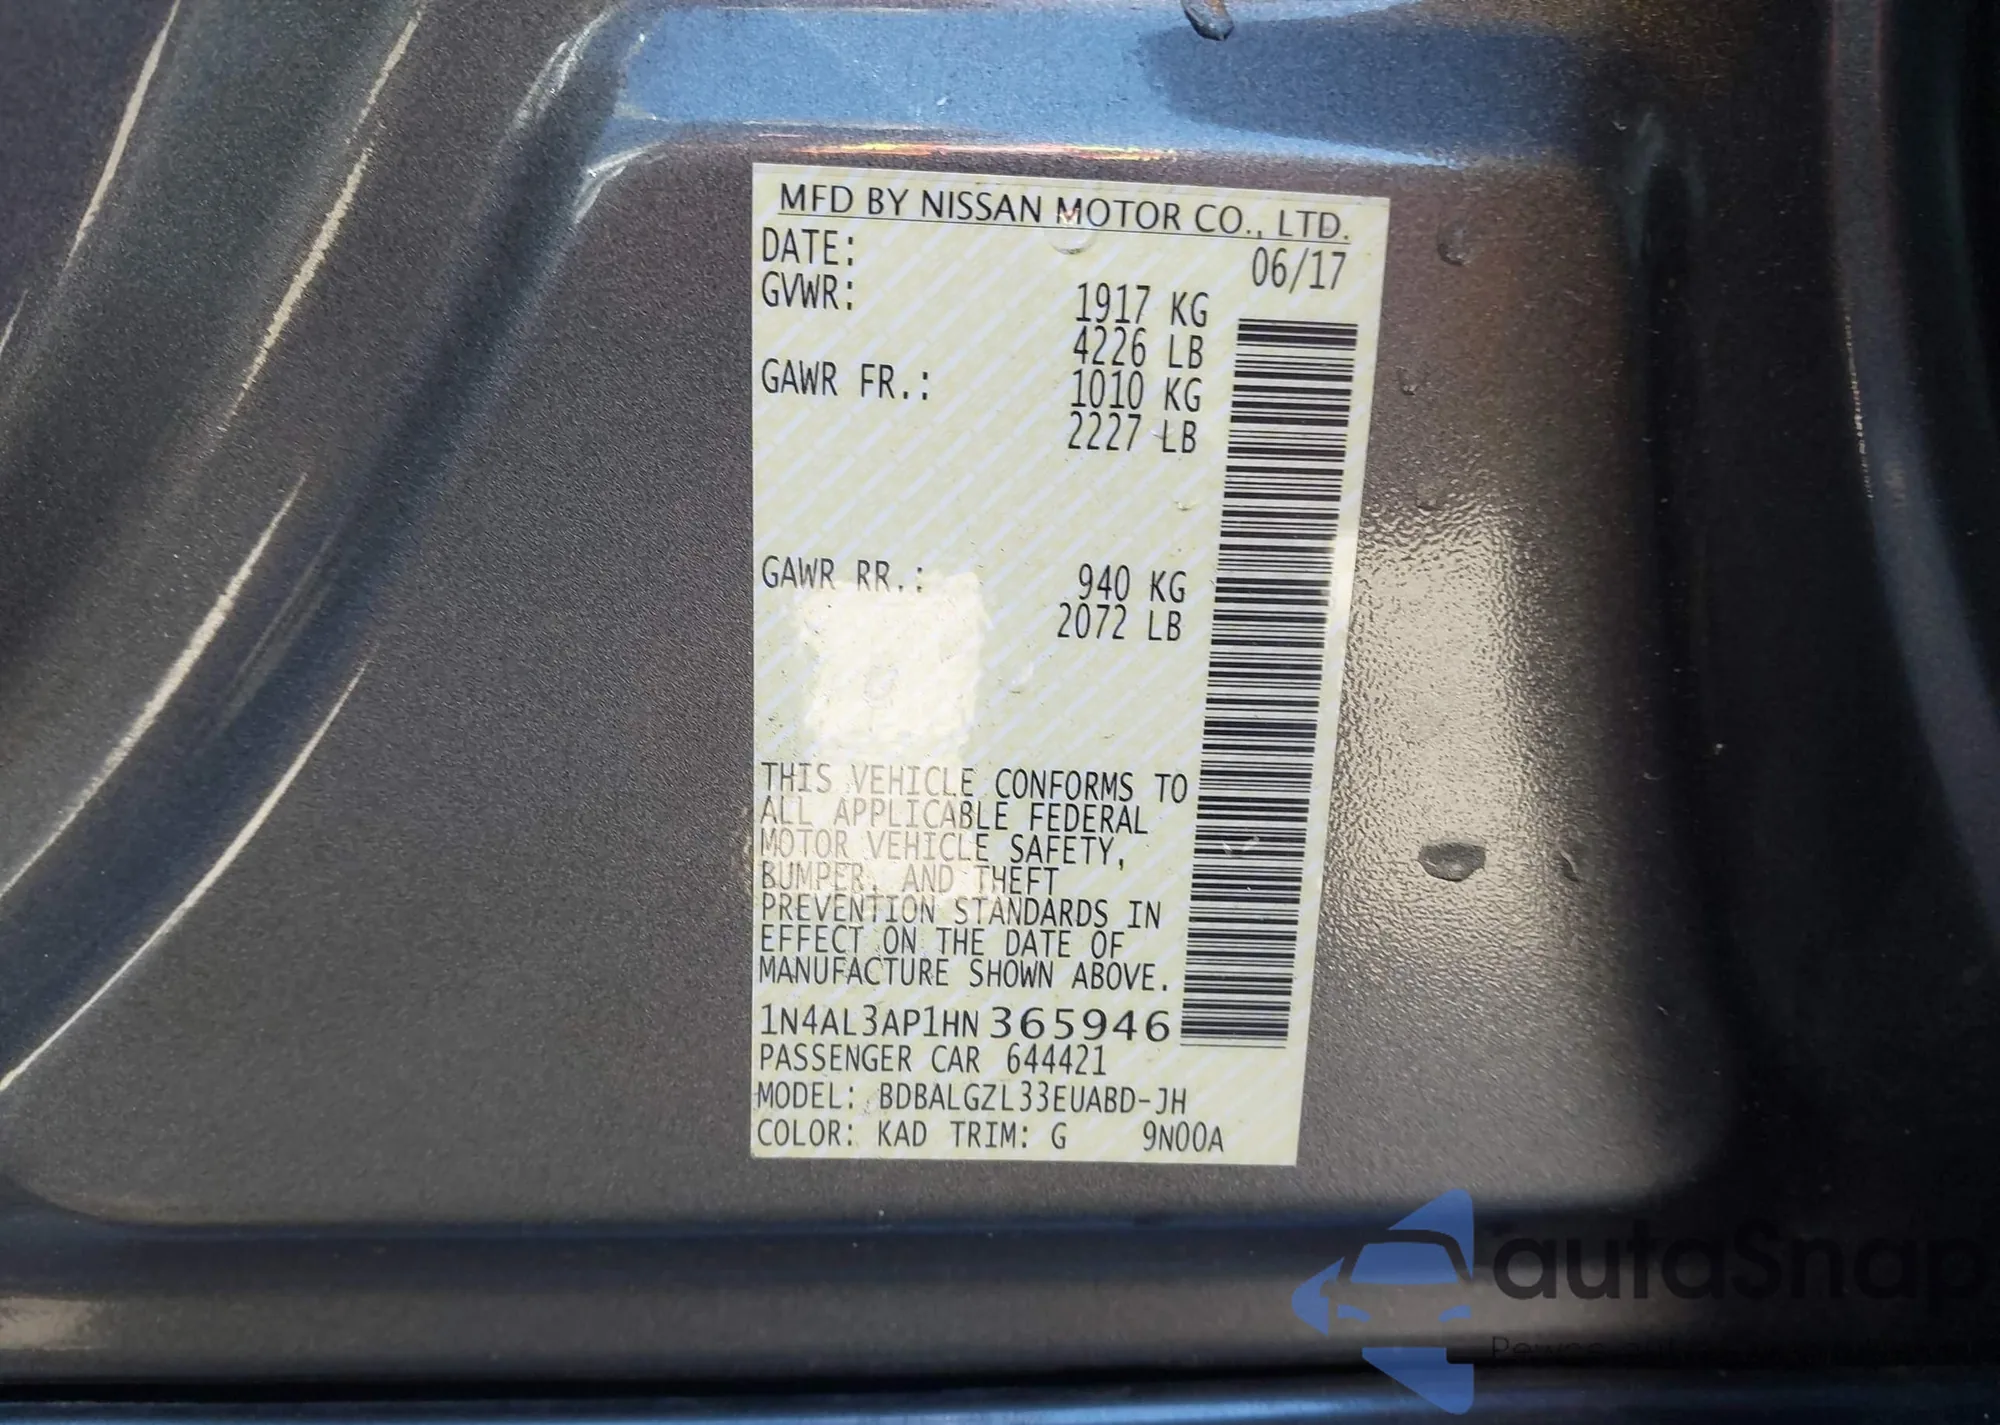 MFD BY NISSAN MOTOR CO., LTD.
DATE: 06/17
GVWR: 1917 KG
4226 LB
GAWR FR.: 1010 KG
2227 LB
GAWR RR.: 940 KG
2072 LB
THIS VEHICLE CONFORMS TO
ALL APPLICABLE FEDERAL
MOTOR VEHICLE SAFETY,
BUMPER, AND THEFT
PREVENTION STANDARDS IN
EFFECT ON THE DATE OF
MANUFACTURE SHOWN ABOVE.
1N4AL3AP1HN365946
PASSENGER CAR 644421
MODEL: BDBALGZL33EUABD-JH
COLOR: KAD TRIM: G 9N00A
autaSnap